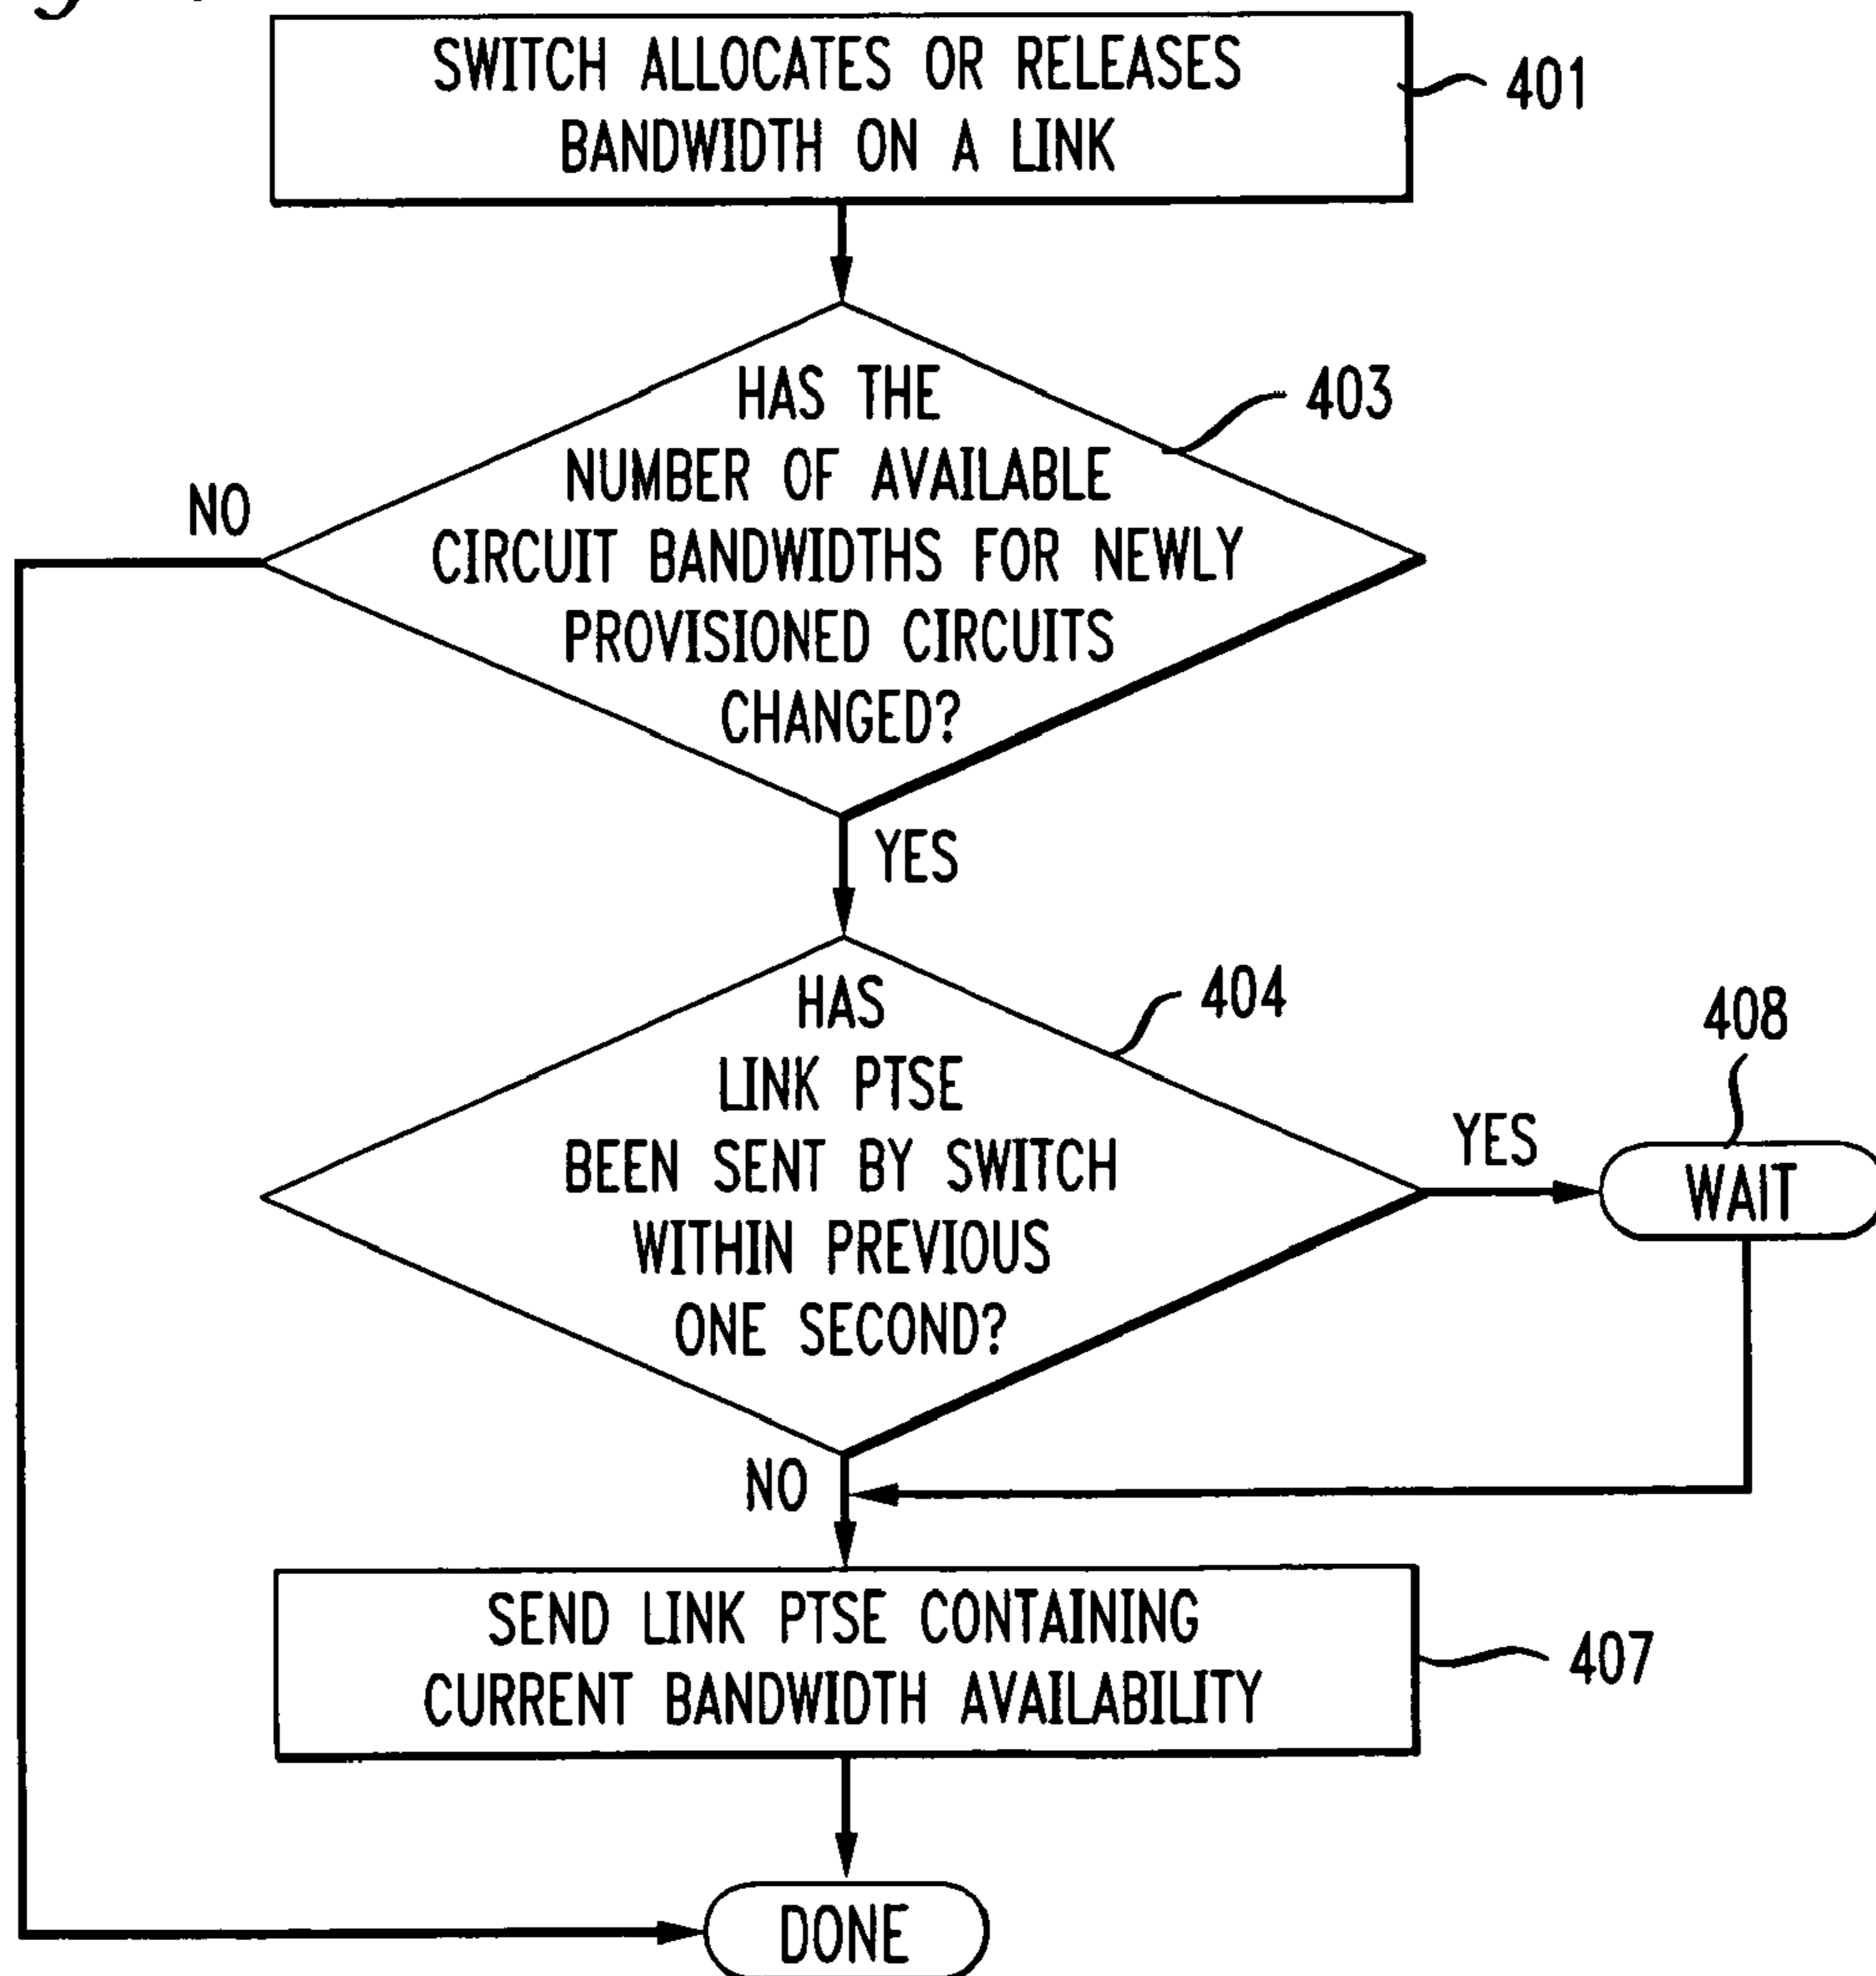 SWITCH ALLOCATES OR RELEASES
BANDWIDTH ON A LINK
401
HAS THE
NUMBER OF AVAILABLE
CIRCUIT BANDWIDTHS FOR NEWLY
PROVISIONED CIRCUITS
CHANGED?
403
NO
YES
HAS
LINK PTSE
BEEN SENT BY SWITCH
WITHIN PREVIOUS
ONE SECOND?
404
YES
408
WAIT
NO
SEND LINK PTSE CONTAINING
CURRENT BANDWIDTH AVAILABILITY
407
DONE